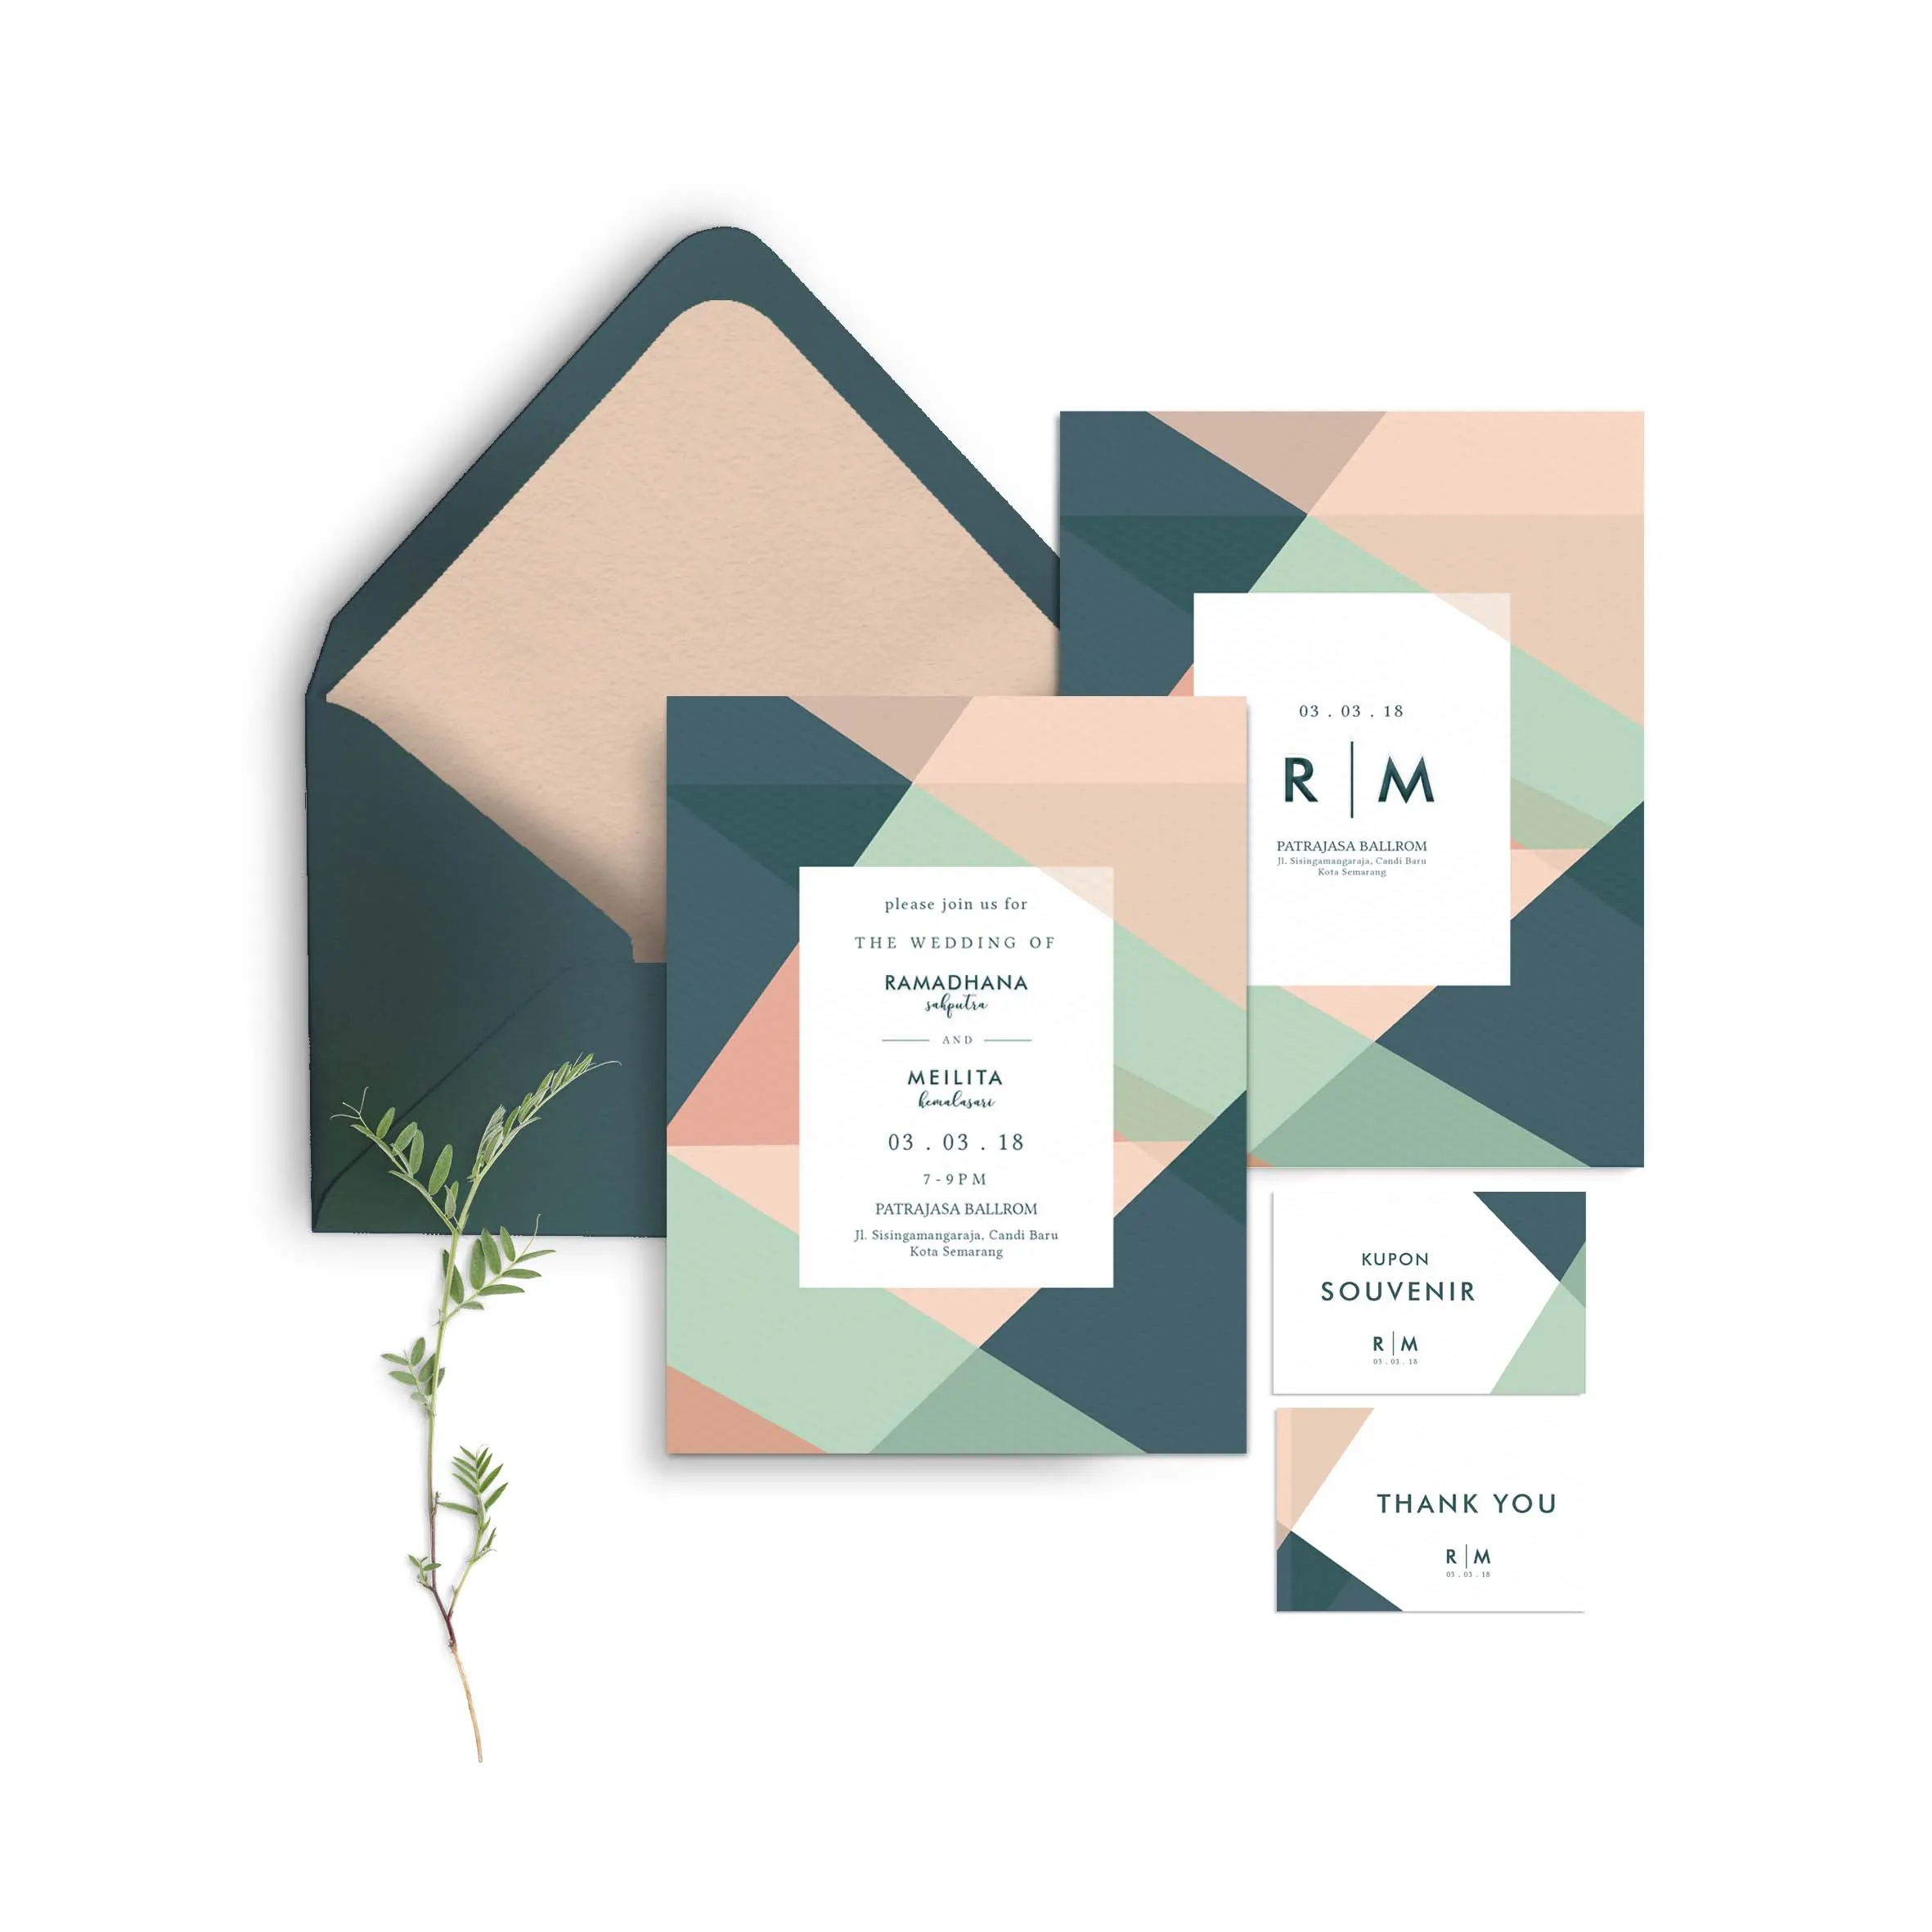 please join us for
THE WEDDING OF
RAMADHANA
sahputra
AND
MEILITA
kemalasari
03 . 03 . 18
7-9PM
PATRAJASA BALLROM
Jl. Sisingamangaraja, Candi Baru
Kota Semarang
03 . 03 . 18
R | M
PATRAJASA BALLROM
Jl. Sisingamangaraja, Candi Baru
Kota Semarang
KUPON
SOUVENIR
R | M
03 . 03 . 18
THANK YOU
R | M
03 . 03 . 18